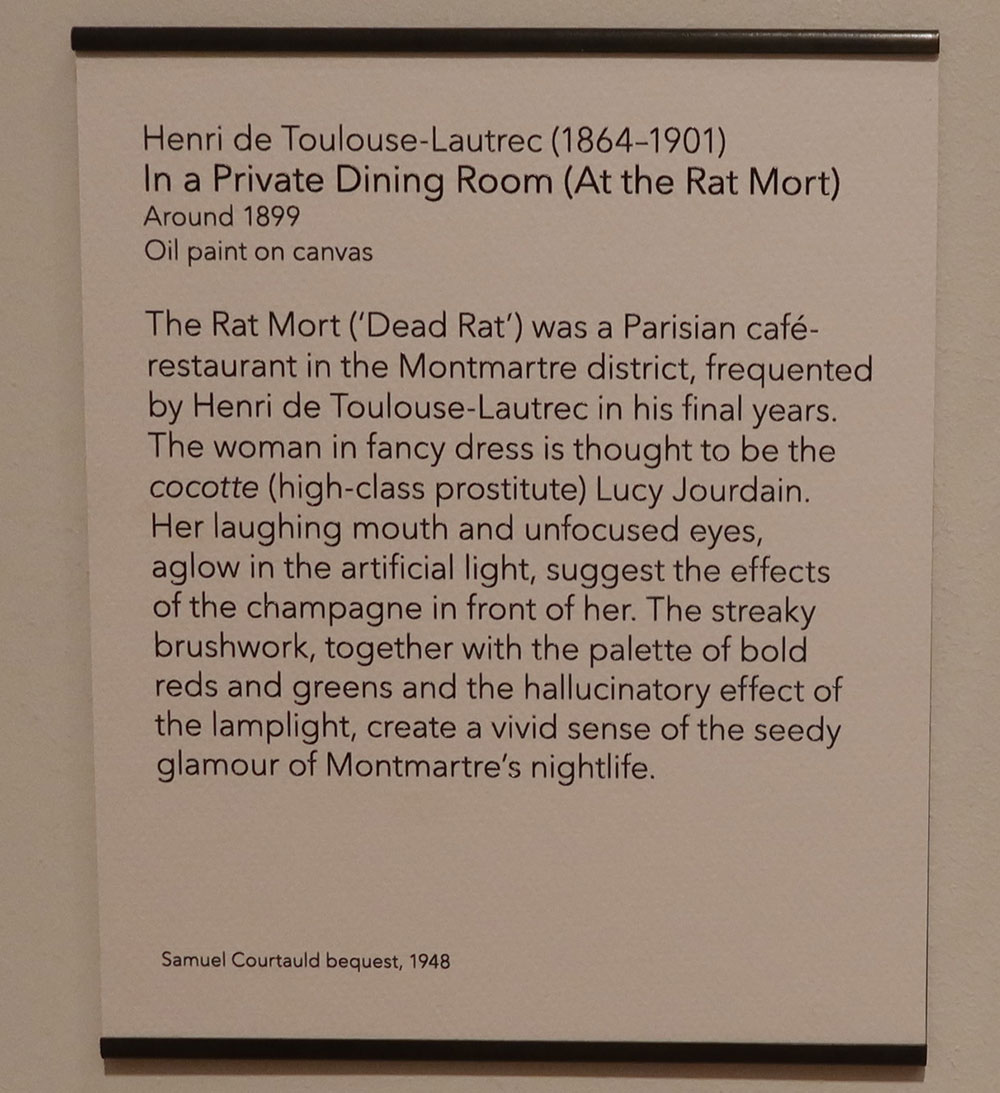 Henri de Toulouse-Lautrec (1864–1901)
In a Private Dining Room (At the Rat Mort)
Around 1899
Oil paint on canvas
The Rat Mort (‘Dead Rat’) was a Parisian café-
restaurant in the Montmartre district, frequented
by Henri de Toulouse-Lautrec in his final years.
The woman in fancy dress is thought to be the
cocotte (high-class prostitute) Lucy Jourdain.
Her laughing mouth and unfocused eyes,
aglow in the artificial light, suggest the effects
of the champagne in front of her. The streaky
brushwork, together with the palette of bold
reds and greens and the hallucinatory effect of
the lamplight, create a vivid sense of the seedy
glamour of Montmartre’s nightlife.
Samuel Courtauld bequest, 1948